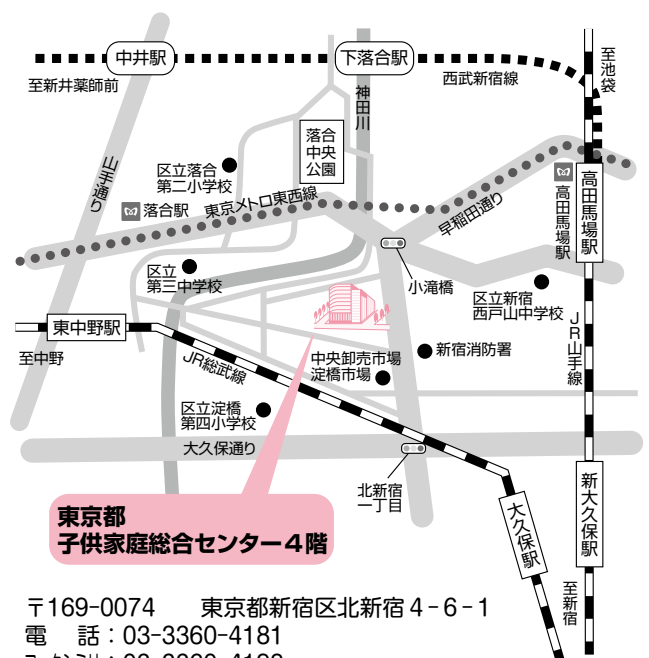 中井駅
下落合駅
至新井薬師前
西武新宿線
至池袋
神田川
落合
中央
公園
山手通り
区立落合
第二小学校
落合駅
東京メトロ東西線
早稲田通り
高田馬場駅
高田馬場駅
小滝橋
区立
第三中学校
区立新宿
西戸山中学校
東中野駅
至中野
JR総武線
中央卸売市場
淀橋市場
新宿消防署
JR山手線
区立淀橋
第四小学校
大久保通り
北新宿
一丁目
大久保駅
新大久保駅
至新宿
東京都
子供家庭総合センター4階
〒169-0074 東京都新宿区北新宿4-6-1
電 話:03-3360-4181